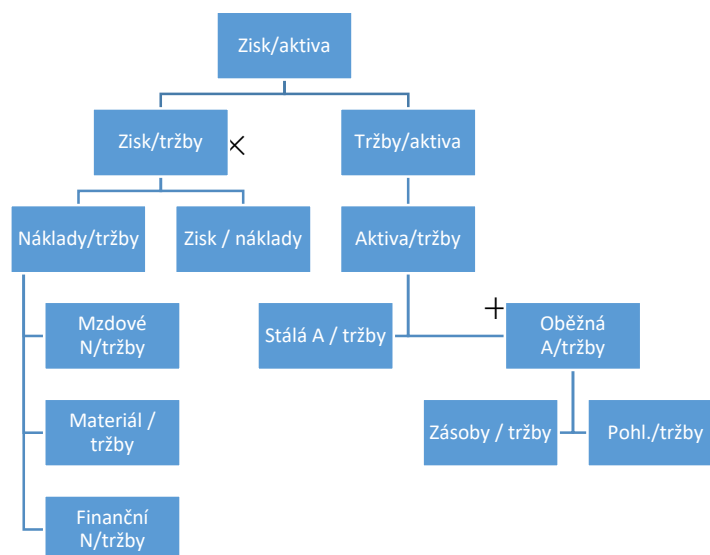 Zisk/aktiva
Zisk/tržby
×
Tržby/aktiva
Náklady/tržby
Zisk / náklady
Aktiva/tržby
Mzdové
N/tržby
Stálá A / tržby
+
Oběžná
A/tržby
Materiál /
tržby
Zásoby / tržby
Pohl./tržby
Finanční
N/tržby